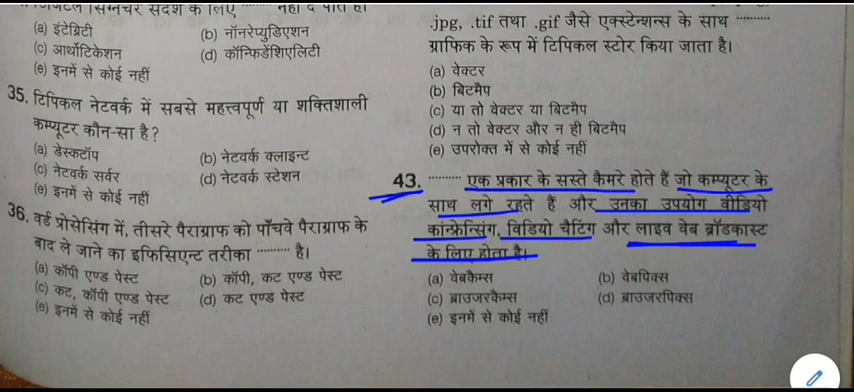 सिग्नेचर संदेश के लिए ········ नहीं दे पाते हैं।
(a) इंटेग्रिटी (b) नॉनरेप्युडिएशन
(c) आर्थोटिकेशन (d) कॉन्फिडेंशिएलिटी
(e) इनमें से कोई नहीं
35. टिपिकल नेटवर्क में सबसे महत्त्वपूर्ण या शक्तिशाली
कम्प्यूटर कौन-सा है?
(a) डेस्कटॉप (b) नेटवर्क क्लाइन्ट
(c) नेटवर्क सर्वर (d) नेटवर्क स्टेशन
(e) इनमें से कोई नहीं
36. वर्ड प्रोसेसिंग में, तीसरे पैराग्राफ को पाँचवे पैराग्राफ के
बाद ले जाने का इफिसिएन्ट तरीका ········ है।
(a) कॉपी एण्ड पेस्ट (b) कॉपी, कट एण्ड पेस्ट
(c) कट, कॉपी एण्ड पेस्ट (d) कट एण्ड पेस्ट
(e) इनमें से कोई नहीं
.jpg, .tif तथा .gif जैसे एक्स्टेन्शन्स के साथ ········
ग्राफिक के रूप में टिपिकल स्टोर किया जाता है।
(a) वेक्टर
(b) बिटमैप
(c) या तो वेक्टर या बिटमैप
(d) न तो वेक्टर और न ही बिटमैप
(e) उपरोक्त में से कोई नहीं
43. ········ एक प्रकार के सस्ते कैमरे होते हैं जो कम्प्यूटर के
साथ लगे रहते हैं और उनका उपयोग वीडियो
कांन्फ्रेन्सिंग, विडियो चैटिंग और लाइव वेब ब्रॉडकास्ट
के लिए होता है।
(a) वेबकैम्स (b) वेबपिक्स
(c) ब्राउजरकैम्स (d) ब्राउजरपिक्स
(e) इनमें से कोई नहीं